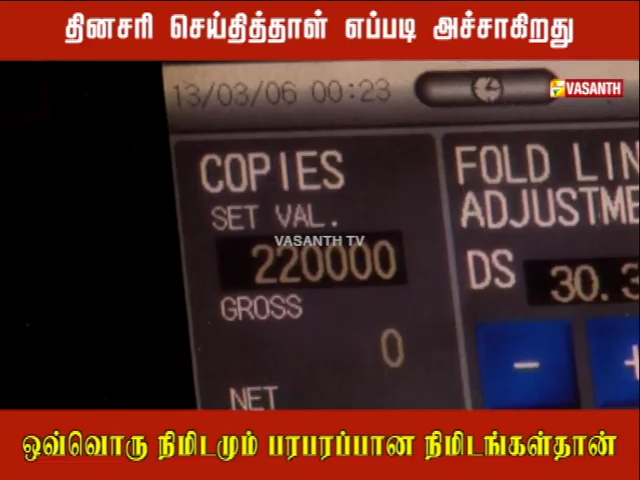 தினசரி செய்தித்தாள் எப்படி அச்சாகிறது
13/03/06 00:23
VASANTH
COPIES
SET VAL.
VASANTH TV
220000
GROSS
0
NET
FOLD LIN
ADJUSTME
DS
30.3
-
+
ஒவ்வொரு நிமிடமும் பரபரப்பான நிமிடங்கள்தான்